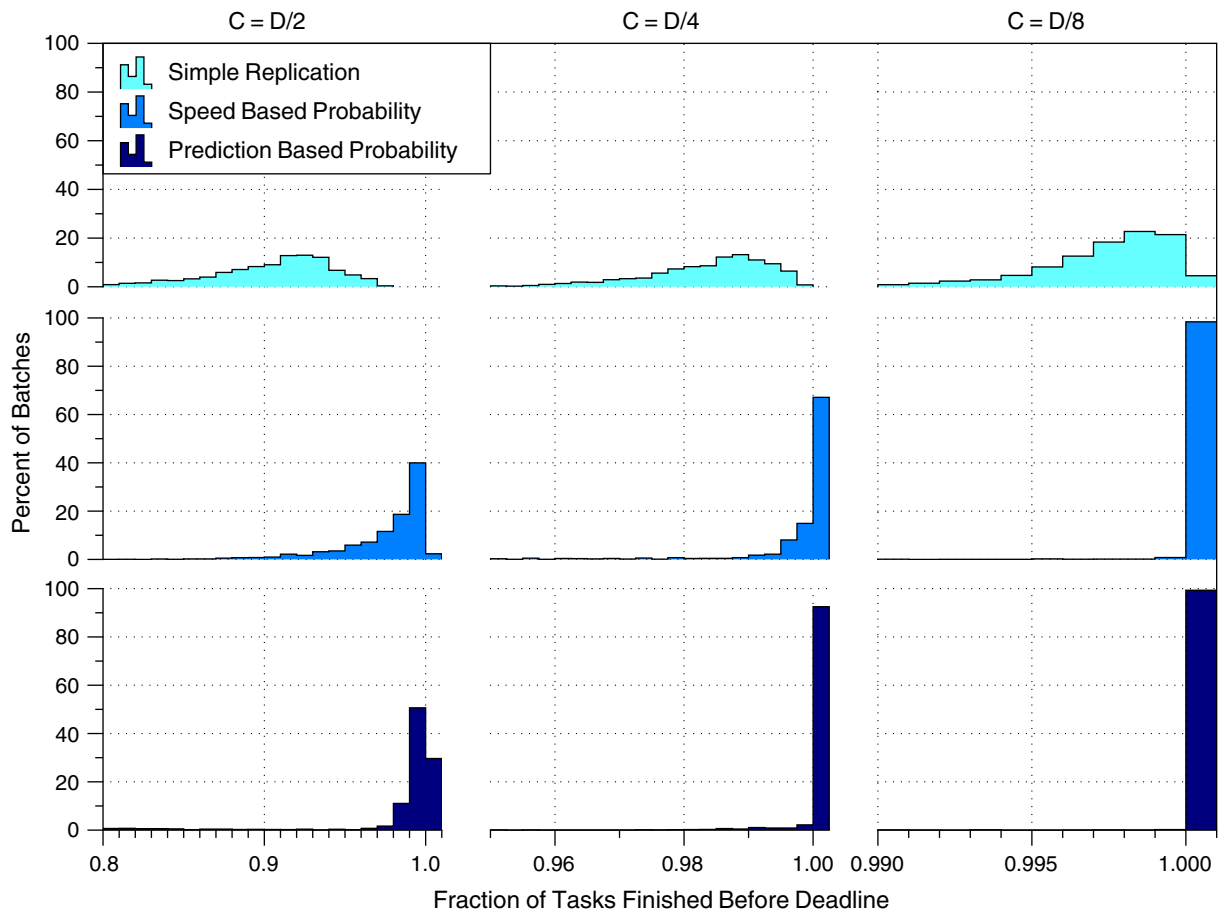 C = D/2 C = D/4 C = D/8
100
80
60
40
20
0
Simple Replication
Speed Based Probability
Prediction Based Probability
Percent of Batches
100
80
60
40
20
0
100
80
60
40
20
0
0.8 0.9 1.0 0.96 0.98 1.00 0.990 0.995 1.000
Fraction of Tasks Finished Before Deadline